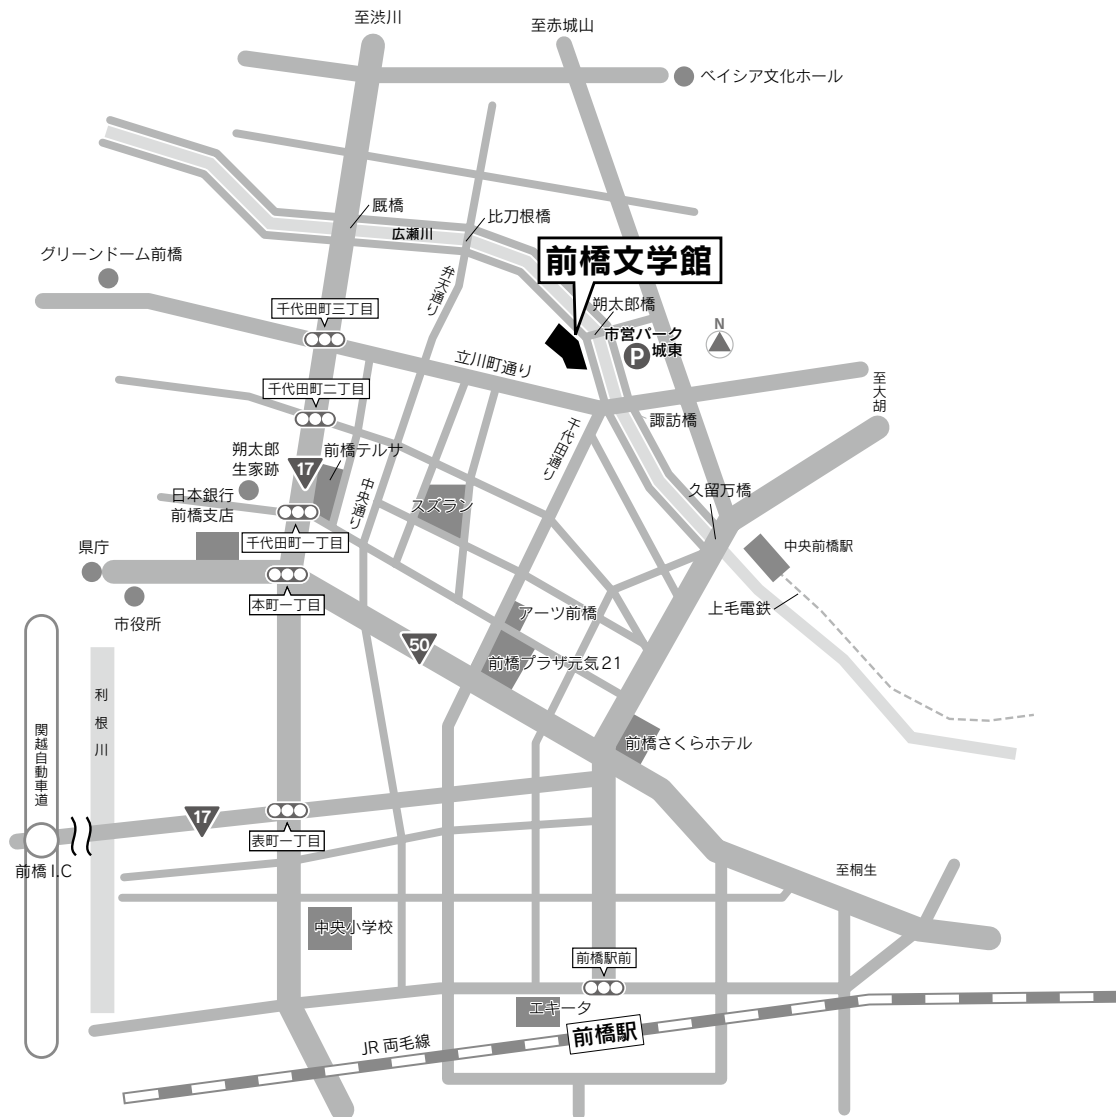 至渋川
至赤城山
ベイシア文化ホール
厩橋
比刀根橋
広瀬川
前橋文学館
グリーンドーム前橋
弁天通り
千代田町三丁目
朔太郎橋
市営パーク
城東
P
N
立川町通り
千代田町二丁目
至大胡
諏訪橋
千代田通り
朔太郎
生家跡
17
前橋テルサ
中央通り
スズラン
日本銀行
前橋支店
久留万橋
千代田町一丁目
中央前橋駅
県庁
本町一丁目
上毛電鉄
アーツ前橋
市役所
50
前橋プラザ元気21
利根川
関越自動車道
前橋さくらホテル
17
表町一丁目
前橋I.C
至桐生
中央小学校
前橋駅前
エキータ
前橋駅
JR両毛線